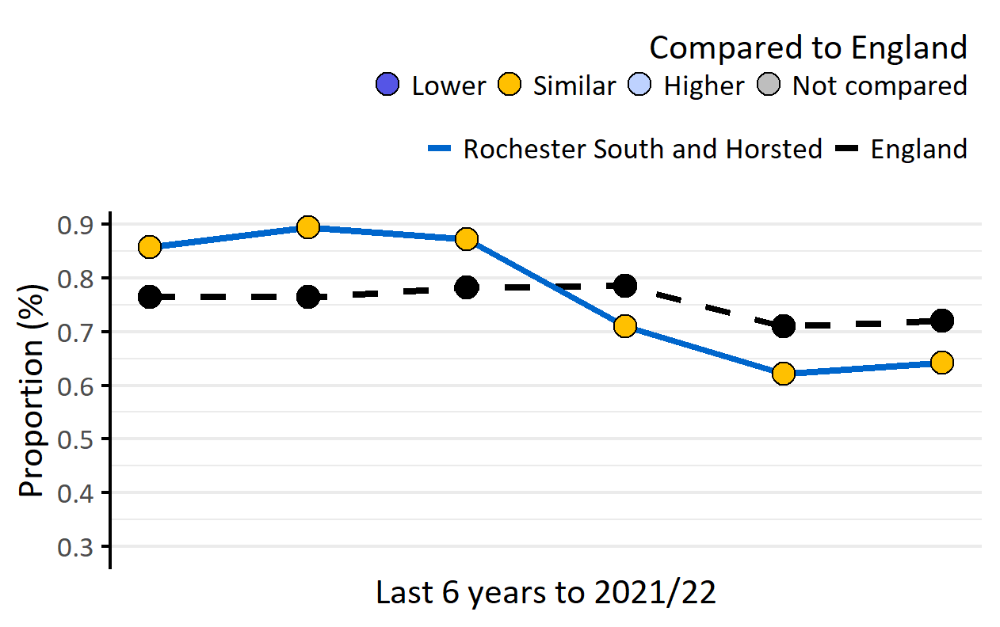 Compared to England
Lower Similar Higher Not compared
Rochester South and Horsted England
0.9
0.8
0.7
0.6
0.5
0.4
0.3
Proportion (%)
Last 6 years to 2021/22